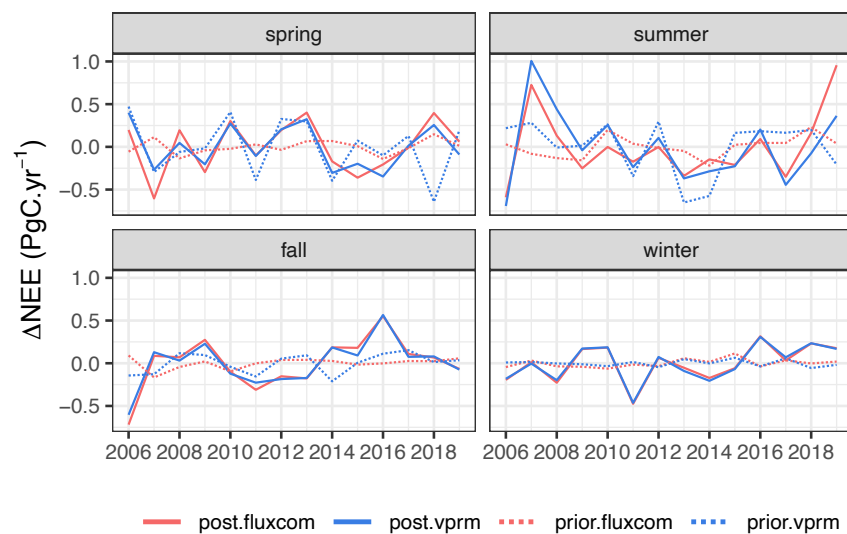 spring
summer
1.0
0.5
0.0
−0.5
fall
winter
1.0
0.5
0.0
−0.5
ΔNEE (PgC.yr⁻¹)
2006 2008 2010 2012 2014 2016 2018
2006 2008 2010 2012 2014 2016 2018
post.fluxcom post.vprm prior.fluxcom prior.vprm